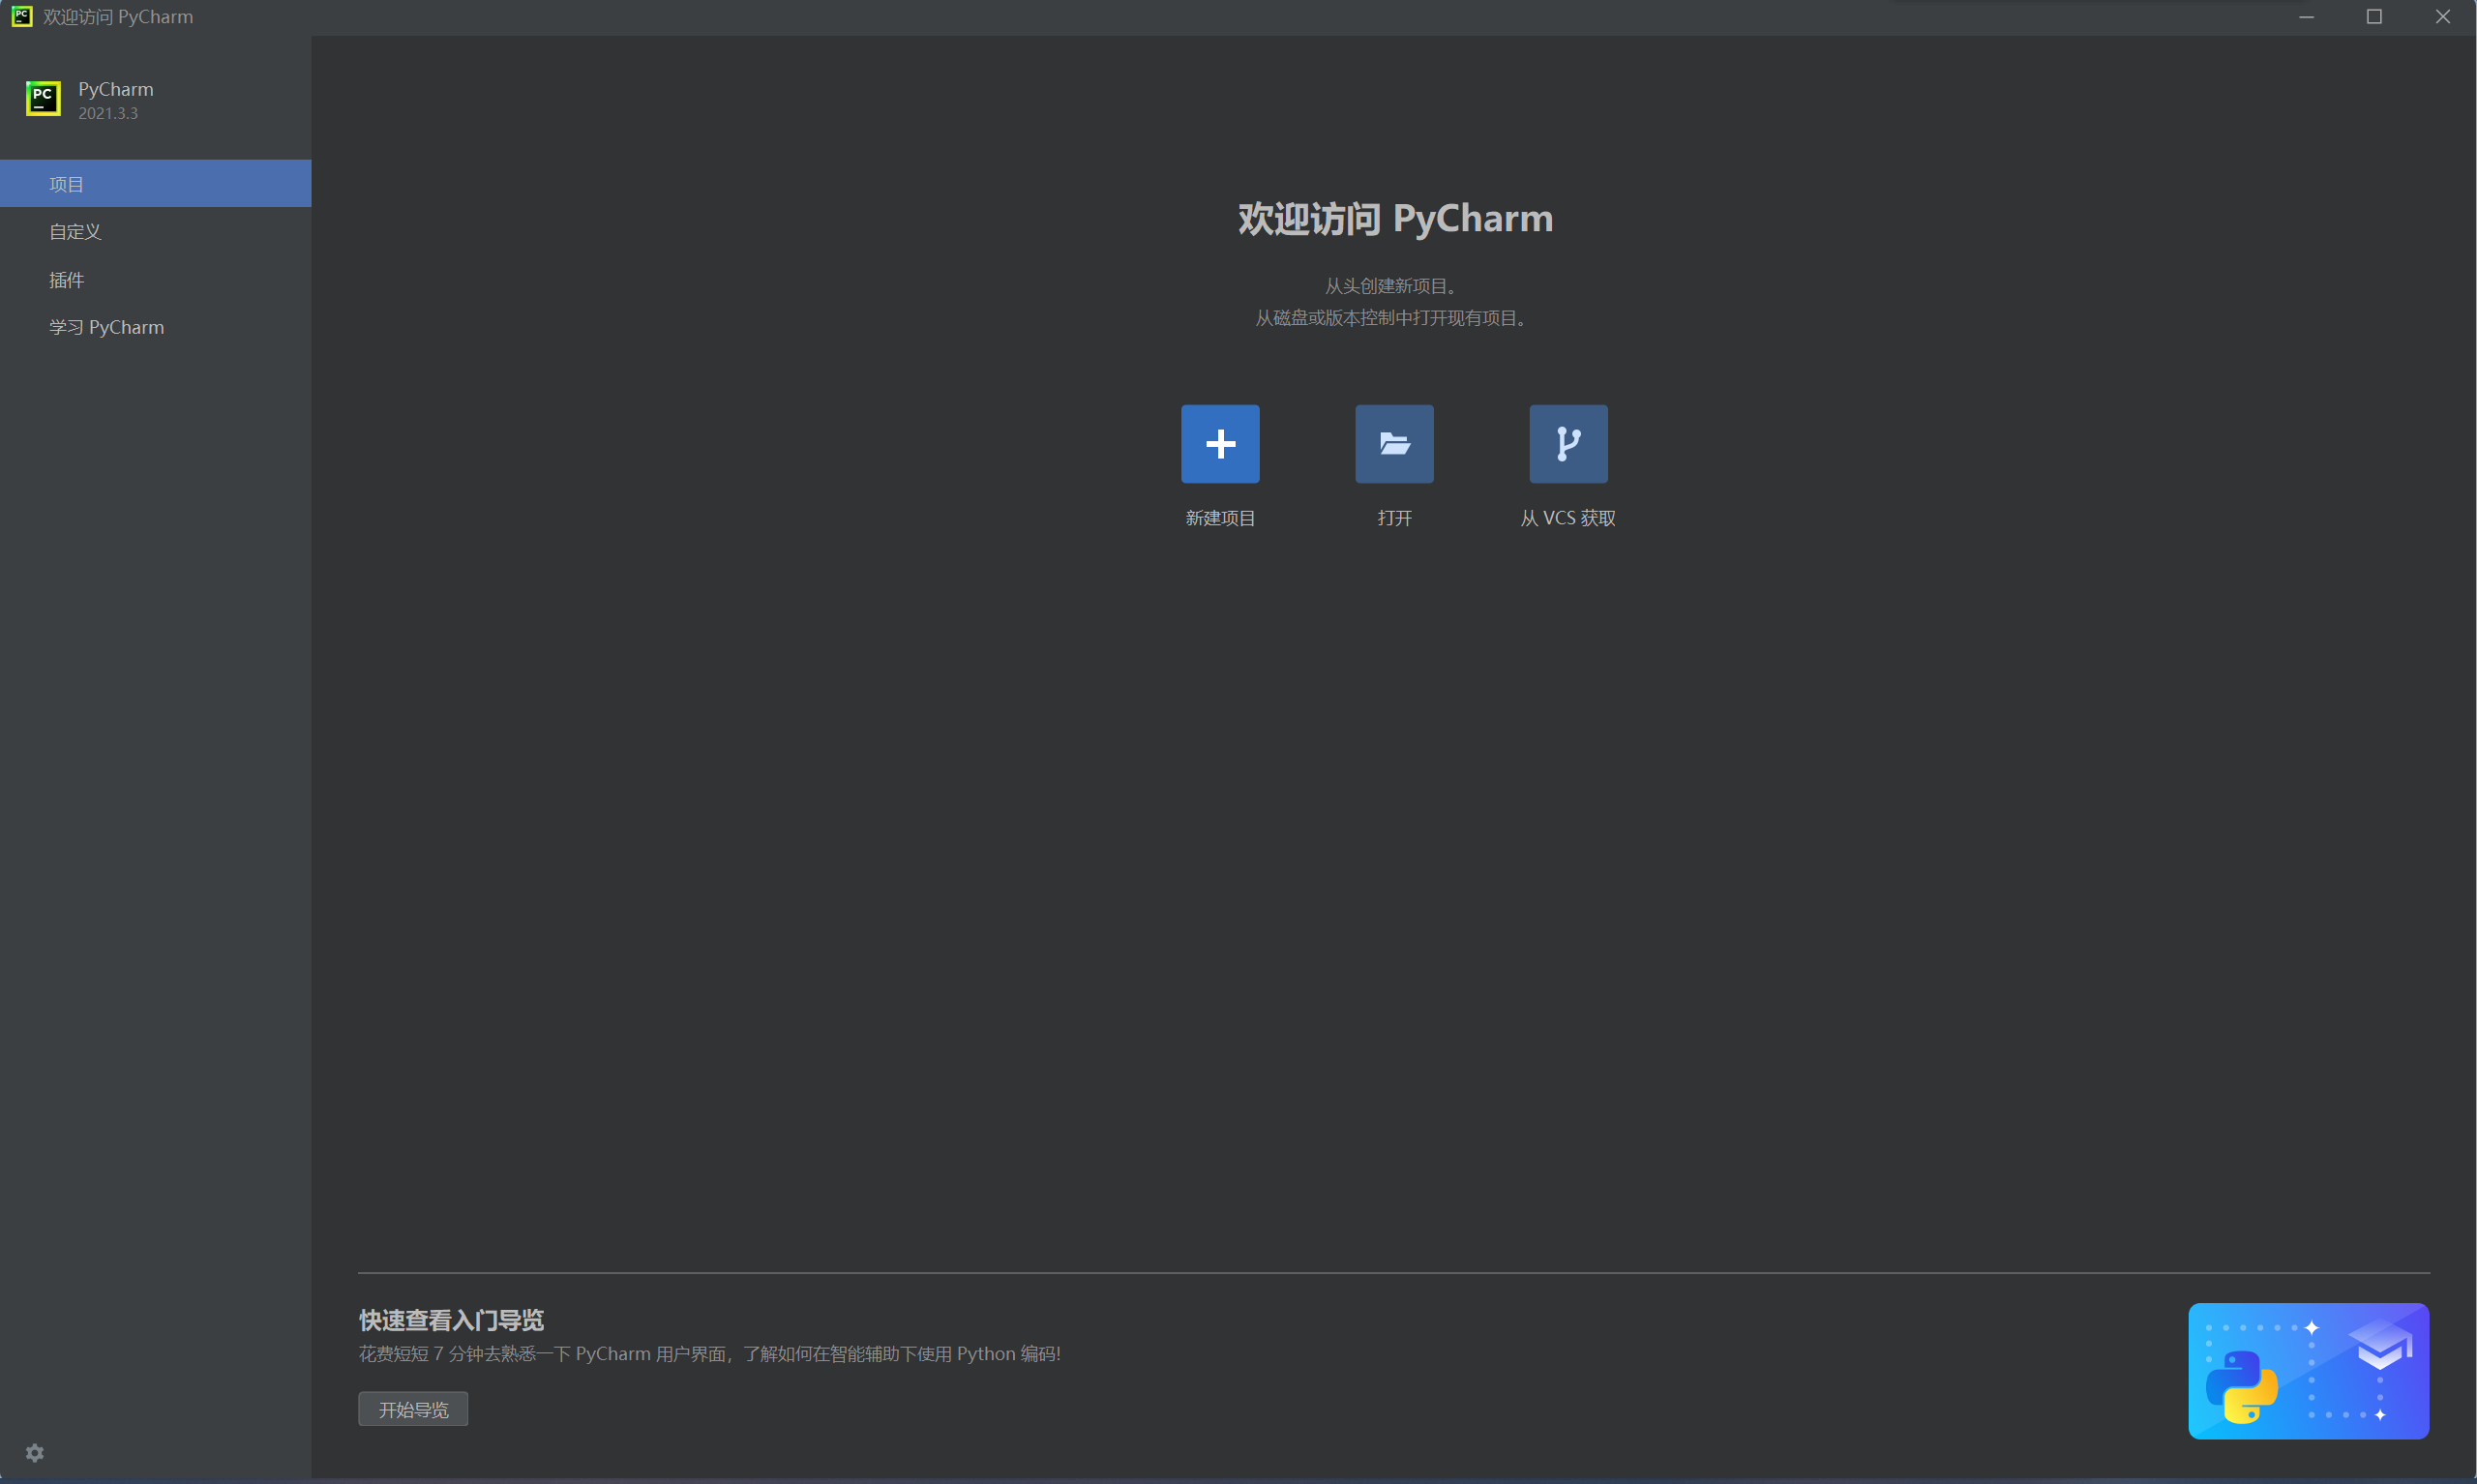 欢迎访问 PyCharm
PyCharm
2021.3.3
项目
自定义
插件
学习 PyCharm
欢迎访问 PyCharm
从头创建新项目。
从磁盘或版本控制中打开现有项目。
新建项目
打开
从 VCS 获取
快速查看入门导览
花费短短 7 分钟去熟悉一下 PyCharm 用户界面，了解如何在智能辅助下使用 Python 编码!
开始导览